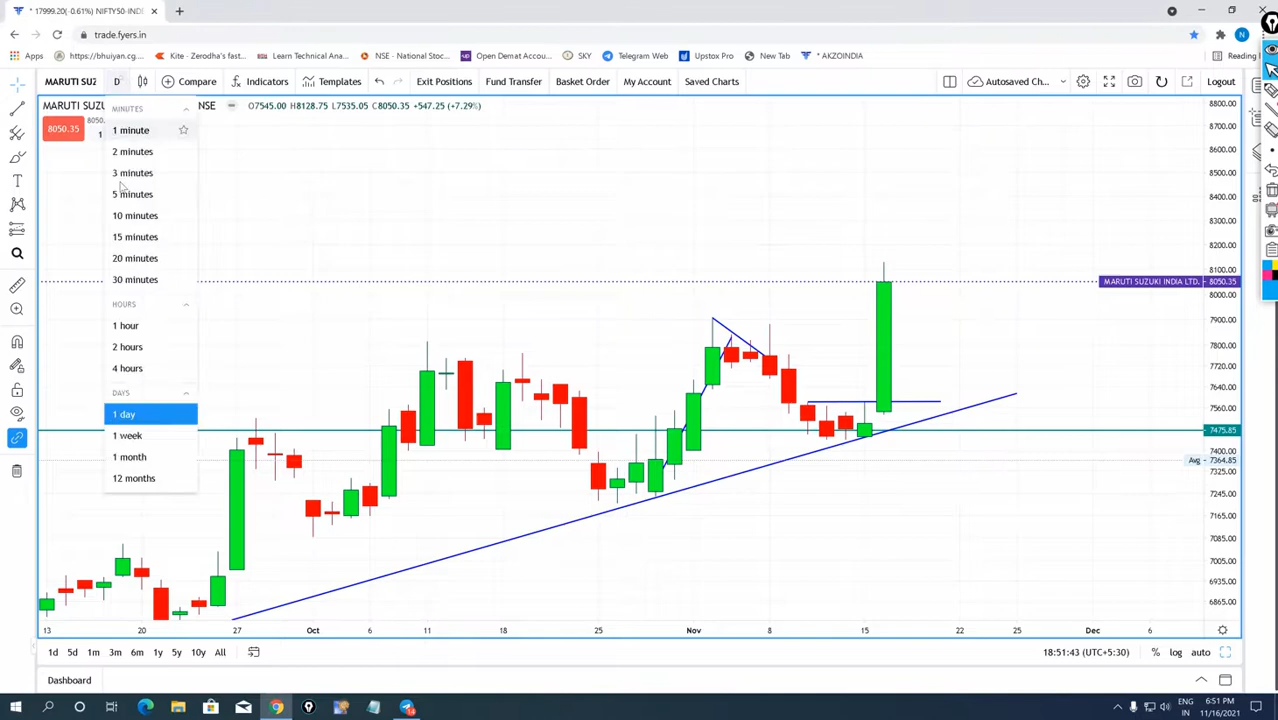 * 17999.20(-0.61%) NIFTY50-INDE
trade.fyers.in
N
Apps https://bhuiyan.cg... Kite - Zerodha's fast... Learn Technical Ana... NSE - National Stoc... Open Demat Accou... SKY Telegram Web Upstox Pro New Tab * AKZOINDIA Reading
MARUTI SUZ D Compare Indicators Templates Exit Positions Fund Transfer Basket Order My Account Saved Charts Autosaved Ch... Logout
MARUTI SUZU NSE O7545.00 H8128.75 L7535.05 C8050.35 +547.25 (+7.29%)
8050.35 8050.
1
MINUTES
1 minute
2 minutes
3 minutes
5 minutes
10 minutes
15 minutes
20 minutes
30 minutes
HOURS
1 hour
2 hours
4 hours
DAYS
1 day
1 week
1 month
12 months
8800.00
8700.00
8600.00
8500.00
8400.00
8300.00
8200.00
8100.00
MARUTI SUZUKI INDIA LTD. 8050.35
8000.00
7900.00
7800.00
7720.00
7640.00
7560.00
7475.85
7400.00
Avg 7364.85
7325.00
7245.00
7165.00
7085.00
7005.00
6935.00
6865.00
13 20 27 Oct 6 11 18 25 Nov 8 15 22 25 Dec 6
1d 5d 1m 3m 6m 1y 5y 10y All 18:51:43 (UTC+5:30) % log auto
Dashboard
ENG
IN
6:51 PM
11/16/2021